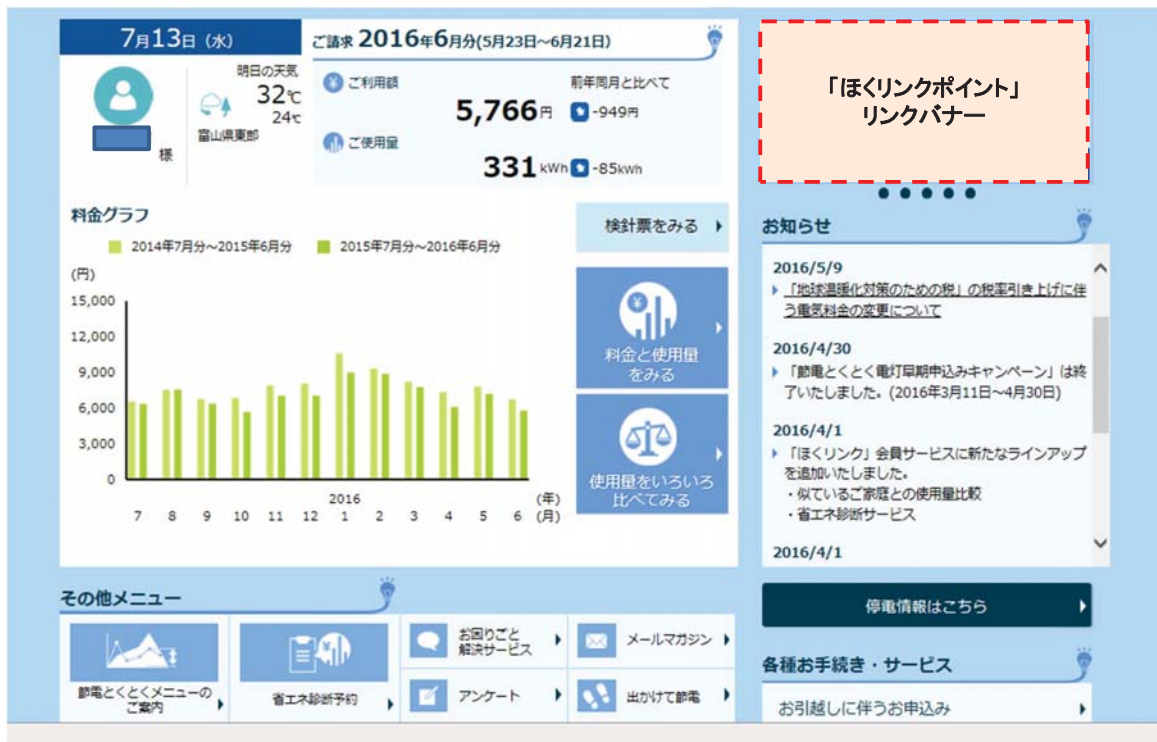 7月13日（水）
ご請求 2016年6月分(5月23日～6月21日)
様
明日の天気
32℃
24℃
富山県東部
ご利用額
前年同月と比べて
5,766円
-949円
ご使用量
331 kWh
-85kWh
「ほくリンクポイント」
リンクバナー
料金グラフ
2014年7月分～2015年6月分
2015年7月分～2016年6月分
(円)
15,000
12,000
9,000
6,000
3,000
0
2016
(年)
7 8 9 10 11 12 1 2 3 4 5 6 (月)
検針票をみる
料金と使用量
をみる
使用量をいろいろ
比べてみる
お知らせ
2016/5/9
「地球温暖化対策のための税」の税率引き上げに伴
う電気料金の変更について
2016/4/30
「節電とくとく電灯早期申込みキャンペーン」は終
了いたしました。(2016年3月11日～4月30日)
2016/4/1
「ほくリンク」会員サービスに新たなラインアップ
を追加いたしました。
・似ているご家庭との使用量比較
・省エネ診断サービス
2016/4/1
停電情報はこちら
その他メニュー
節電とくとくメニューの
ご案内
省エネ診断予約
お困りごと
解決サービス
メールマガジン
アンケート
出かけて節電
各種お手続き・サービス
お引越しに伴うお申込み